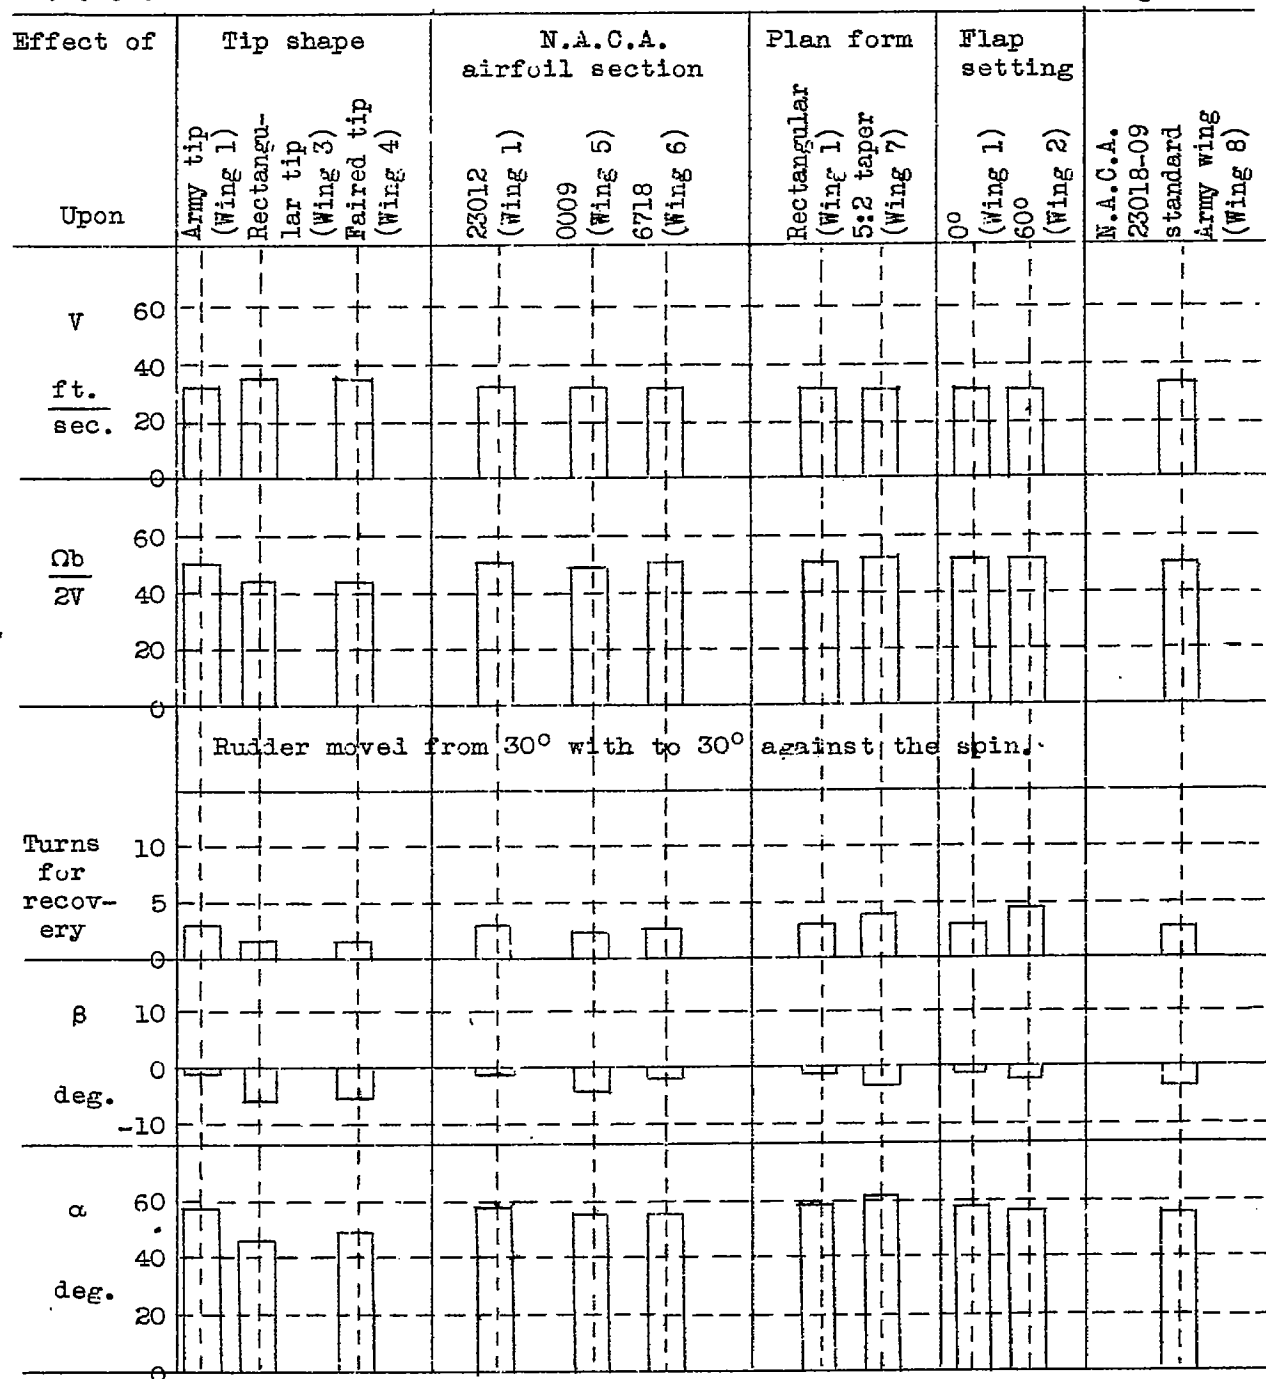 Effect of
Tip shape
N.A.C.A.
airfoil section
Plan form
Flap
setting
Upon
Army tip
(Wing 1)
Rectangu-
lar tip
(Wing 3)
Faired tip
(Wing 4)
23012
(Wing 1)
0009
(Wing 5)
6718
(Wing 6)
Rectangular
(Wing 1)
5:2 taper
(Wing 7)
0°
(Wing 1)
60°
(Wing 2)
N.A.C.A.
23018-09
standard
Army wing
(Wing 8)
V
ft.
sec.
60
40
20
0
Ωb
2V
60
40
20
0
Rudder moved from 30° with to 30° against the spin.
Turns
for
recov-
ery
10
5
0
β
deg.
10
0
-10
α
deg.
60
40
20
0